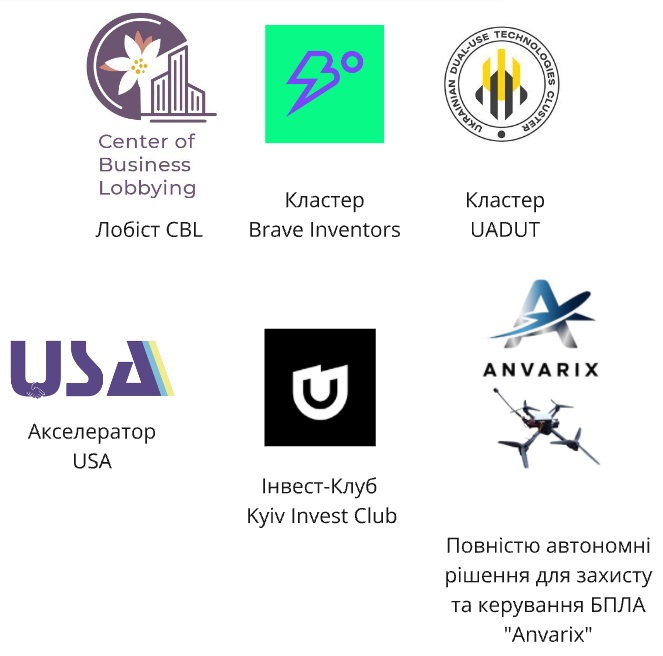 Center of
Business
Lobbying
Лобіст CBL
Кластер
Brave Inventors
UKRAINIAN DUAL-USE TECHNOLOGIES CLUSTER
Кластер
UADUT
USA
Акселератор
USA
Інвест-Клуб
Kyiv Invest Club
ANVARIX
Повністю автономні
рішення для захисту
та керування БПЛА
"Anvarix"